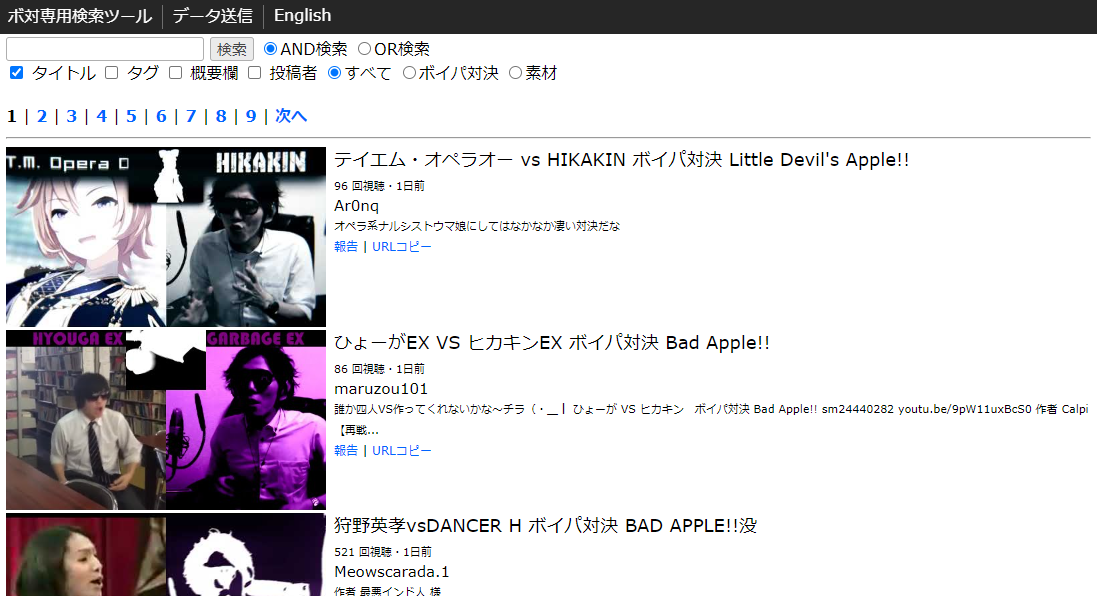 ボ対専用検索ツール データ送信 English
検索 AND検索 OR検索
タイトル タグ 概要欄 投稿者 すべて ボイパ対決 素材
1 | 2 | 3 | 4 | 5 | 6 | 7 | 8 | 9 | 次へ
T.M. Opera O HIKAKIN
テイエム・オペラオー vs HIKAKIN ボイパ対決 Little Devil's Apple!!
96 回視聴・1日前
Ar0nq
オペラ系ナルシストウマ娘にしてはなかなか凄い対決だな
報告 | URLコピー
HYOUGA EX GARBAGE EX
ひょーがEX VS ヒカキンEX ボイパ対決 Bad Apple!!
86 回視聴・1日前
maruzou101
誰か四人VS作ってくれないかな～チラ（・__┃ ひょーが VS ヒカキン　ボイパ対決 Bad Apple!! sm24440282 youtu.be/9pW11uxBcS0 作者 Calpi
【再戦...
報告 | URLコピー
狩野英孝vsDANCER H ボイパ対決 BAD APPLE!!没
521 回視聴・1日前
Meowscarada.1
作者 最悪インド人 様